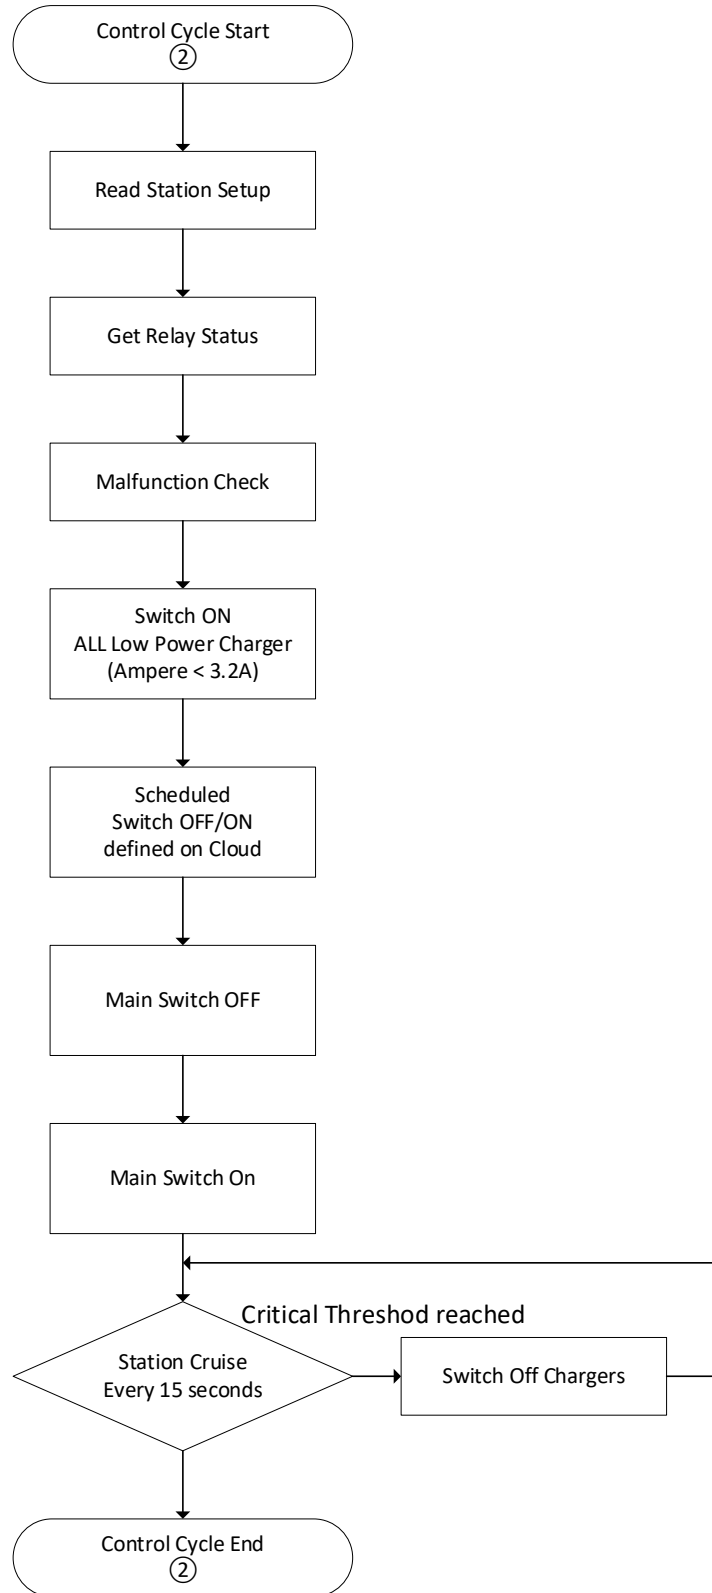 Control Cycle Start
②
Read Station Setup
Get Relay Status
Malfunction Check
Switch ON
ALL Low Power Charger
(Ampere < 3.2A)
Scheduled
Switch OFF/ON
defined on Cloud
Main Switch OFF
Main Switch On
Critical Threshod reached
Station Cruise
Every 15 seconds
Switch Off Chargers
Control Cycle End
②